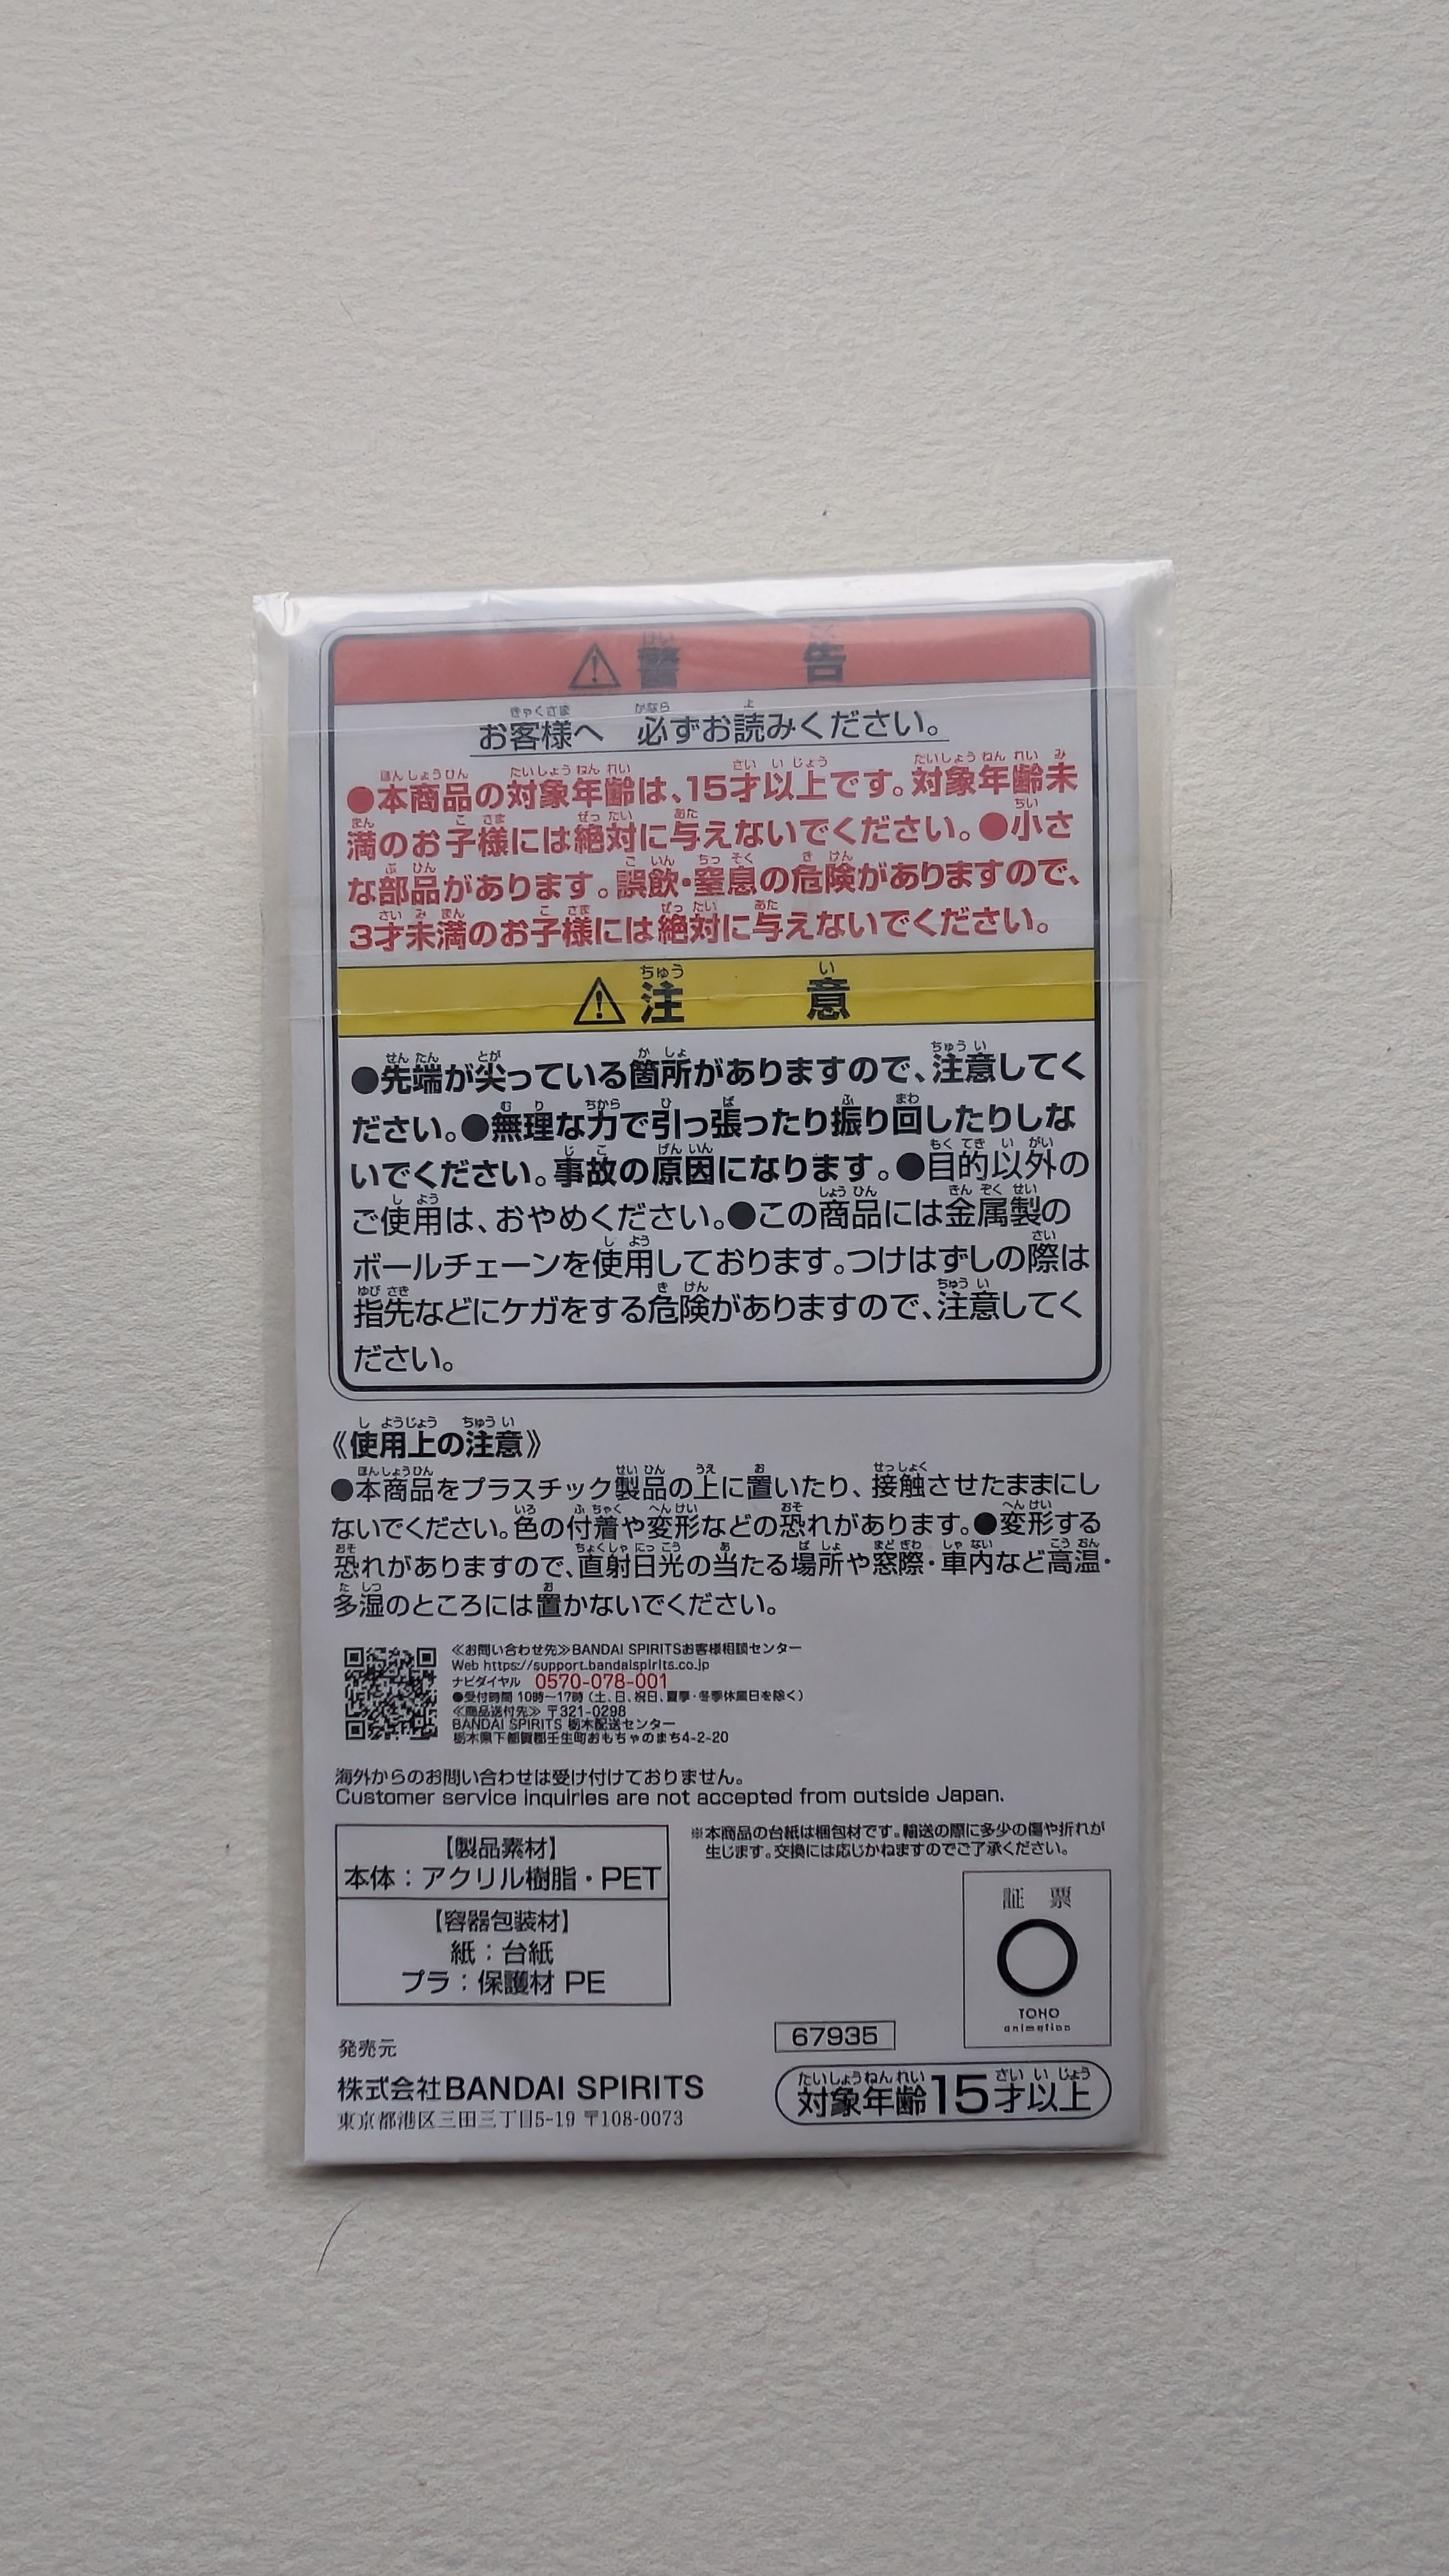 警 告
お客様へ 必ずお読みください。
●本商品の対象年齢は、15才以上です。対象年齢未
満のお子様には絶対に与えないでください。●小さ
な部品があります。誤飲・窒息の危険がありますので、
3才未満のお子様には絶対に与えないでください。
注 意
●先端が尖っている箇所がありますので、注意してく
ださい。●無理な力で引っ張ったり振り回したりしな
いでください。事故の原因になります。●目的以外の
ご使用は、おやめください。●この商品には金属製の
ボールチェーンを使用しております。つけはずしの際は
指先などにケガをする危険がありますので、注意してく
ださい。
《使用上の注意》
●本商品をプラスチック製品の上に置いたり、接触させたままにし
ないでください。色の付着や変形などの恐れがあります。●変形する
恐れがありますので、直射日光の当たる場所や窓際・車内など高温・
多湿のところには置かないでください。
≪お問い合わせ先≫BANDAI SPIRITSお客様相談センター
Web https://support.bandaispirits.co.jp
ナビダイヤル 0570-078-001
●受付時間 10時～17時（土、日、祝日、夏季・冬季休業日を除く）
≪商品送付先≫ 〒321-0298
BANDAI SPIRITS 栃木配送センター
栃木県下都賀郡壬生町おもちゃのまち4-2-20
海外からのお問い合わせは受け付けておりません。
Customer service inquiries are not accepted from outside Japan.
【製品素材】
本体：アクリル樹脂・PET
【容器包装材】
紙：台紙
プラ：保護材 PE
※本商品の台紙は梱包材です。輸送の際に多少の傷や折れが
生じます。交換には応じかねますのでご了承ください。
証 票
TOHO
animation
67935
対象年齢15才以上
発売元
株式会社BANDAI SPIRITS
東京都港区三田三丁目5-19 〒108-0073